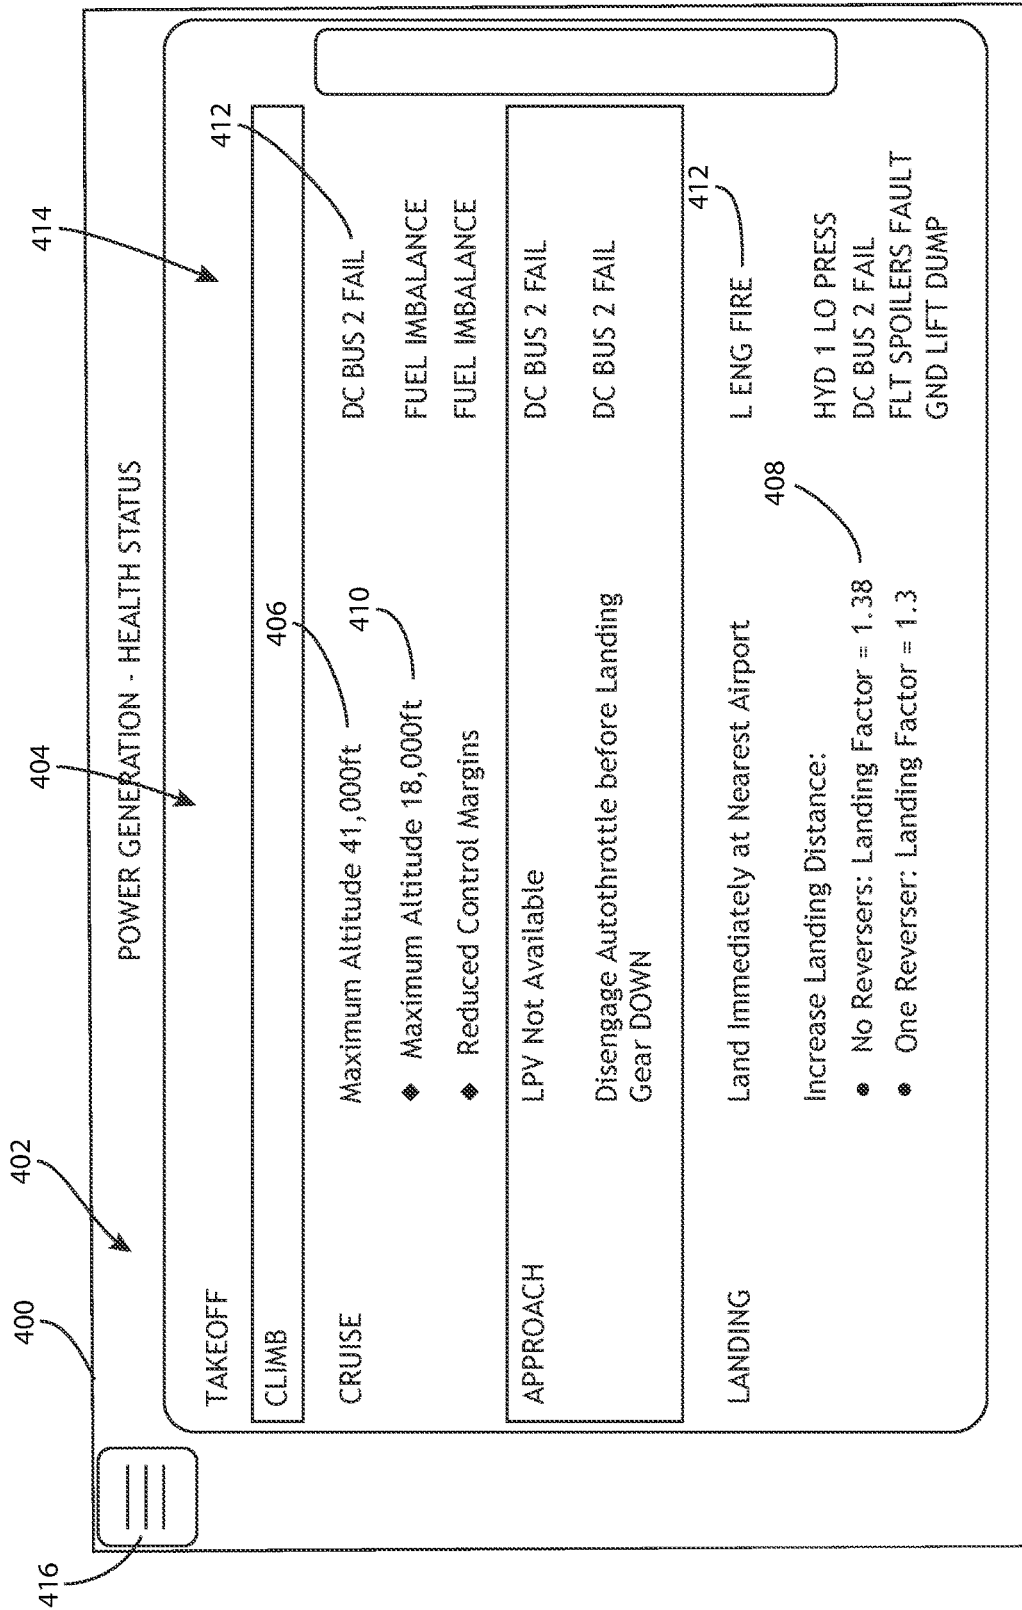 400
402
404
414
416
POWER GENERATION - HEALTH STATUS
TAKEOFF
412
CLIMB
406
CRUISE
Maximum Altitude 41,000ft
DC BUS 2 FAIL
410
◆ Maximum Altitude 18,000ft
FUEL IMBALANCE
◆ Reduced Control Margins
FUEL IMBALANCE
APPROACH
LPV Not Available
DC BUS 2 FAIL
Disengage Autothrottle before Landing
Gear DOWN
DC BUS 2 FAIL
412
LANDING
Land Immediately at Nearest Airport
L ENG FIRE
408
Increase Landing Distance:
HYD 1 LO PRESS
• No Reversers: Landing Factor = 1.38
DC BUS 2 FAIL
• One Reverser: Landing Factor = 1.3
FLT SPOILERS FAULT
GND LIFT DUMP